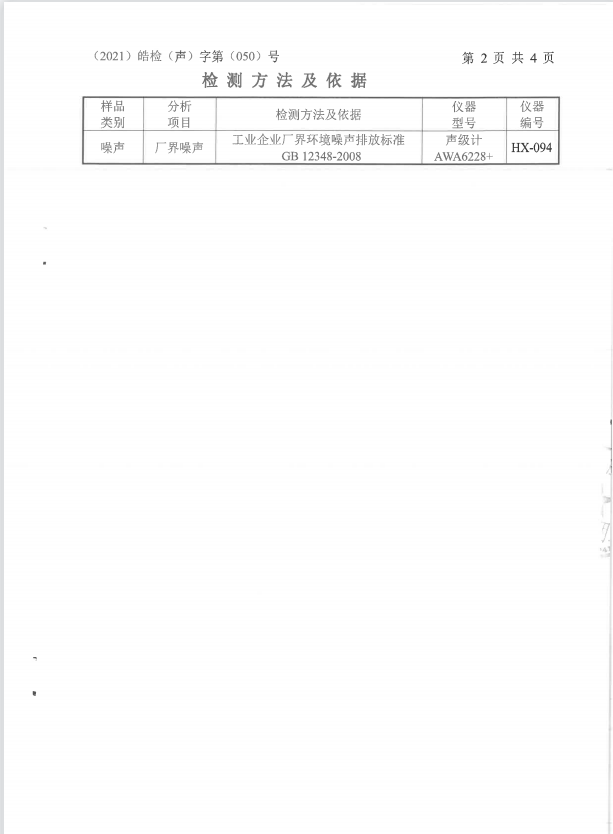 （2021）皓检（声）字第（050）号
第 2 页 共 4 页
检 测 方 法 及 依 据
样品类别 分析项目 检测方法及依据 仪器型号 仪器编号
噪声 厂界噪声 工业企业厂界环境噪声排放标准 GB 12348-2008 声级计 AWA6228+ HX-094